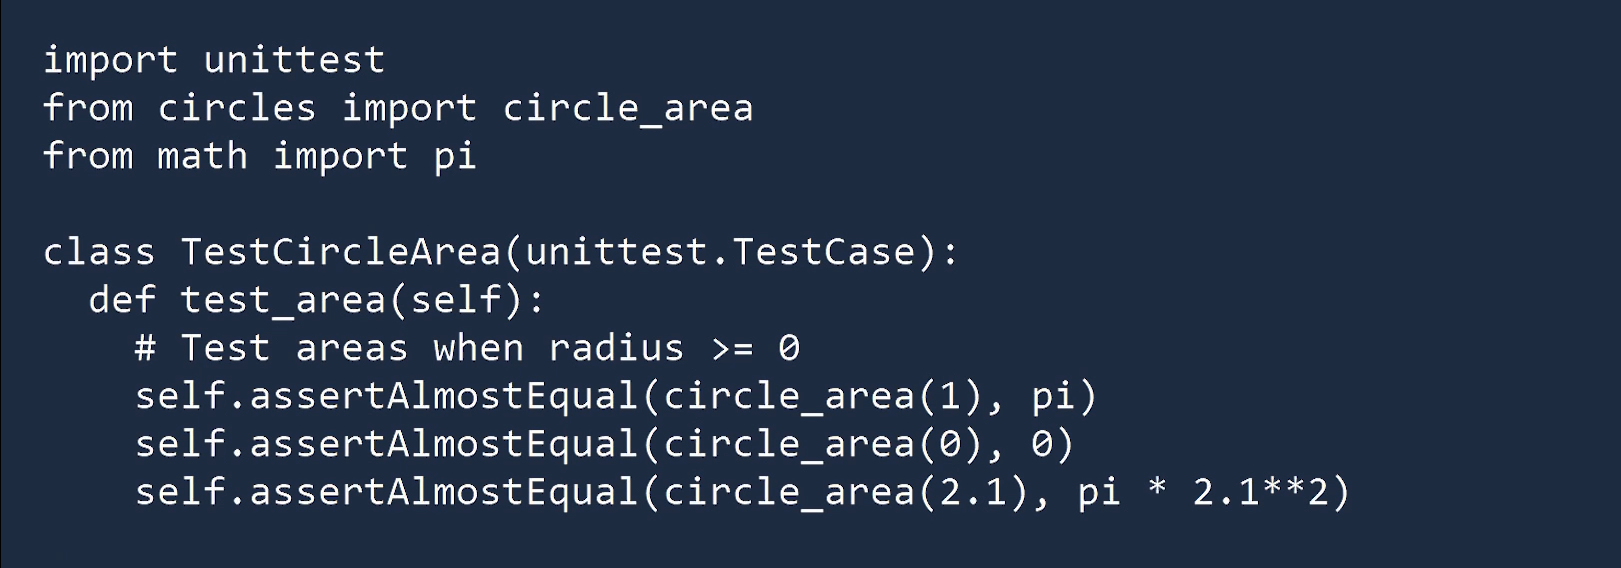 import unittest
from circles import circle_area
from math import pi

class TestCircleArea(unittest.TestCase):
  def test_area(self):
    # Test areas when radius >= 0
    self.assertAlmostEqual(circle_area(1), pi)
    self.assertAlmostEqual(circle_area(0), 0)
    self.assertAlmostEqual(circle_area(2.1), pi * 2.1**2)